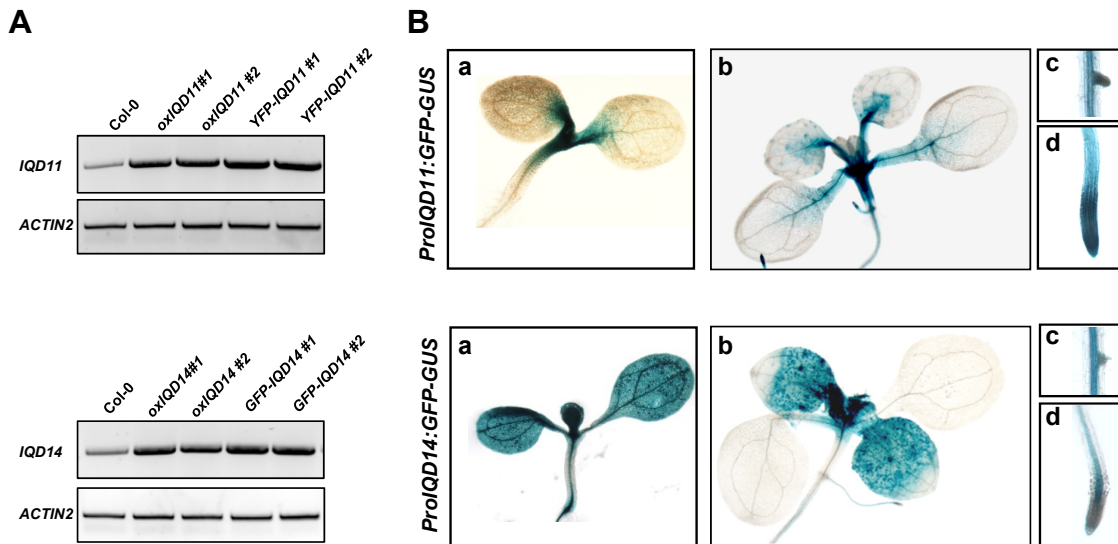 A
Col-0
oxIQD11#1
oxIQD11 #2
YFP-IQD11 #1
YFP-IQD11 #2
IQD11
ACTIN2
Col-0
oxIQD14#1
oxIQD14 #2
GFP-IQD14 #1
GFP-IQD14 #2
IQD14
ACTIN2
B
ProIQD11:GFP-GUS
a
b
c
d
ProIQD14:GFP-GUS
a
b
c
d